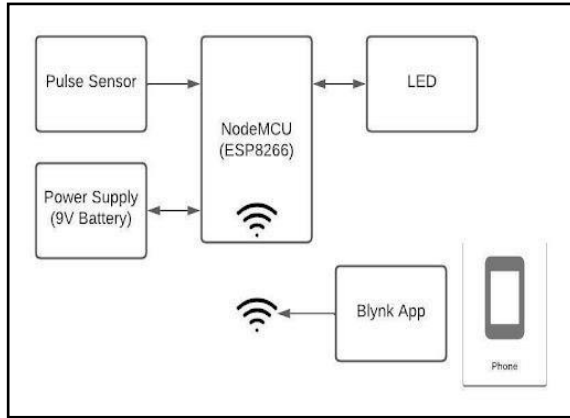 Pulse Sensor
LED
NodeMCU
(ESP8266)
Power Supply
(9V Battery)
Blynk App
Phone